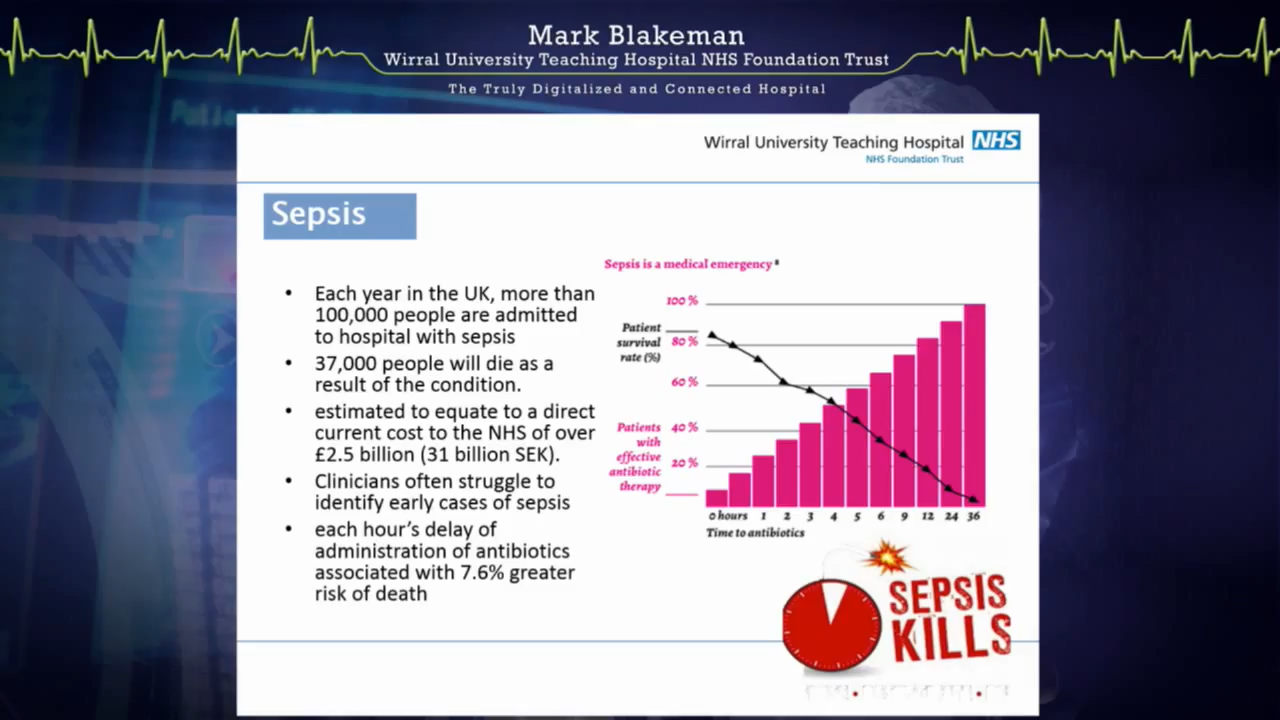 Mark Blakeman
Wirral University Teaching Hospital NHS Foundation Trust
The Truly Digitalized and Connected Hospital
Wirral University Teaching Hospital NHS
NHS Foundation Trust
Sepsis
• Each year in the UK, more than
100,000 people are admitted
to hospital with sepsis
• 37,000 people will die as a
result of the condition.
• estimated to equate to a direct
current cost to the NHS of over
£2.5 billion (31 billion SEK).
• Clinicians often struggle to
identify early cases of sepsis
• each hour's delay of
administration of antibiotics
associated with 7.6% greater
risk of death
Sepsis is a medical emergency
100 %
Patient
survival
rate (%)
80 %
60 %
40 %
20 %
Patients
with
effective
antibiotic
therapy
0 hours 1 2 3 4 5 6 9 12 24 36
Time to antibiotics
SEPSIS
KILLS